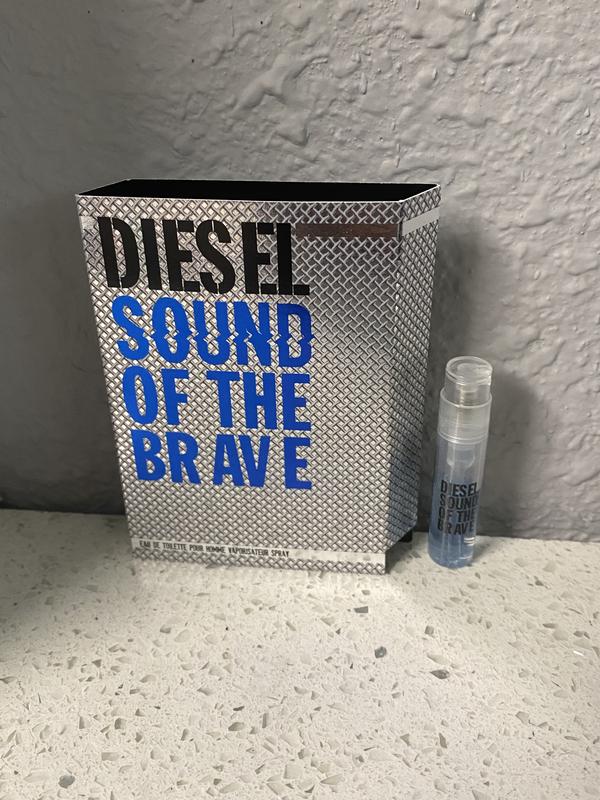 DIESEL
SOUND
OF THE
BRAVE
EAU DE TOILETTE POUR HOMME VAPORISATEUR SPRAY
DIESEL
SOUND
OF THE
BRAVE